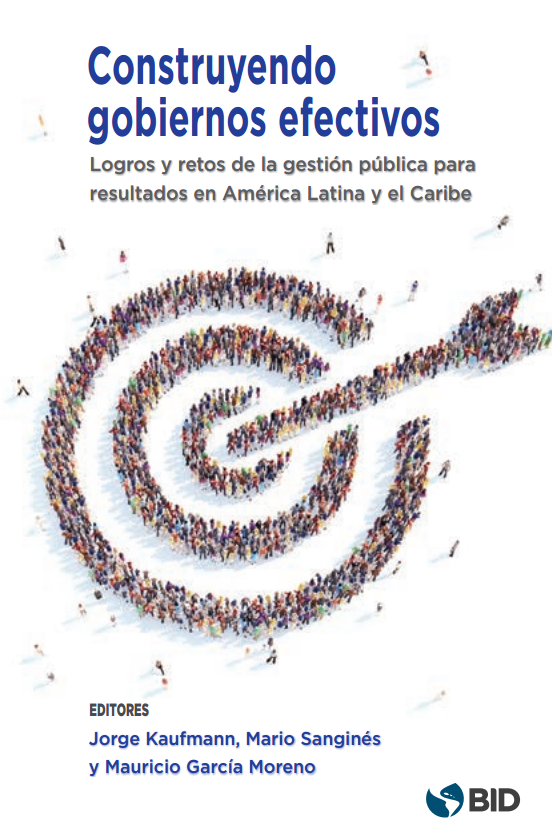 Construyendo
gobiernos efectivos
Logros y retos de la gestión pública para
resultados en América Latina y el Caribe
EDITORES
Jorge Kaufmann, Mario Sanginés
y Mauricio García Moreno
BID